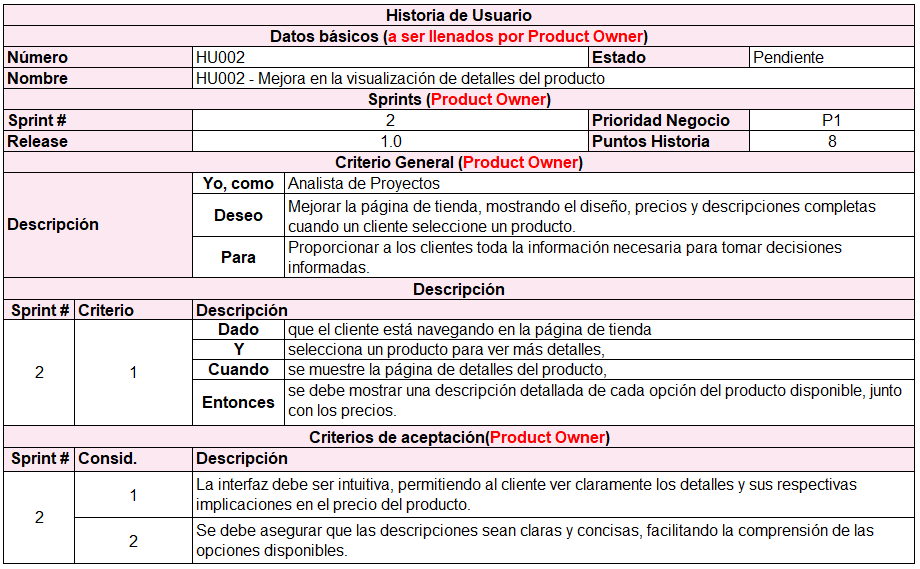 Historia de Usuario
Datos básicos (a ser llenados por Product Owner)
Número HU002 Estado Pendiente
Nombre HU002 - Mejora en la visualización de detalles del producto
Sprints (Product Owner)
Sprint # 2 Prioridad Negocio P1
Release 1.0 Puntos Historia 8
Criterio General (Product Owner)
Descripción
Yo, como Analista de Proyectos
Deseo Mejorar la página de tienda, mostrando el diseño, precios y descripciones completas
cuando un cliente seleccione un producto.
Para Proporcionar a los clientes toda la información necesaria para tomar decisiones
informadas.
Descripción
Sprint # Criterio Descripción
2 1
Dado que el cliente está navegando en la página de tienda
Y selecciona un producto para ver más detalles,
Cuando se muestre la página de detalles del producto,
Entonces se debe mostrar una descripción detallada de cada opción del producto disponible, junto
con los precios.
Criterios de aceptación(Product Owner)
Sprint # Consid. Descripción
2
1 La interfaz debe ser intuitiva, permitiendo al cliente ver claramente los detalles y sus respectivas
implicaciones en el precio del producto.
2 Se debe asegurar que las descripciones sean claras y concisas, facilitando la comprensión de las
opciones disponibles.